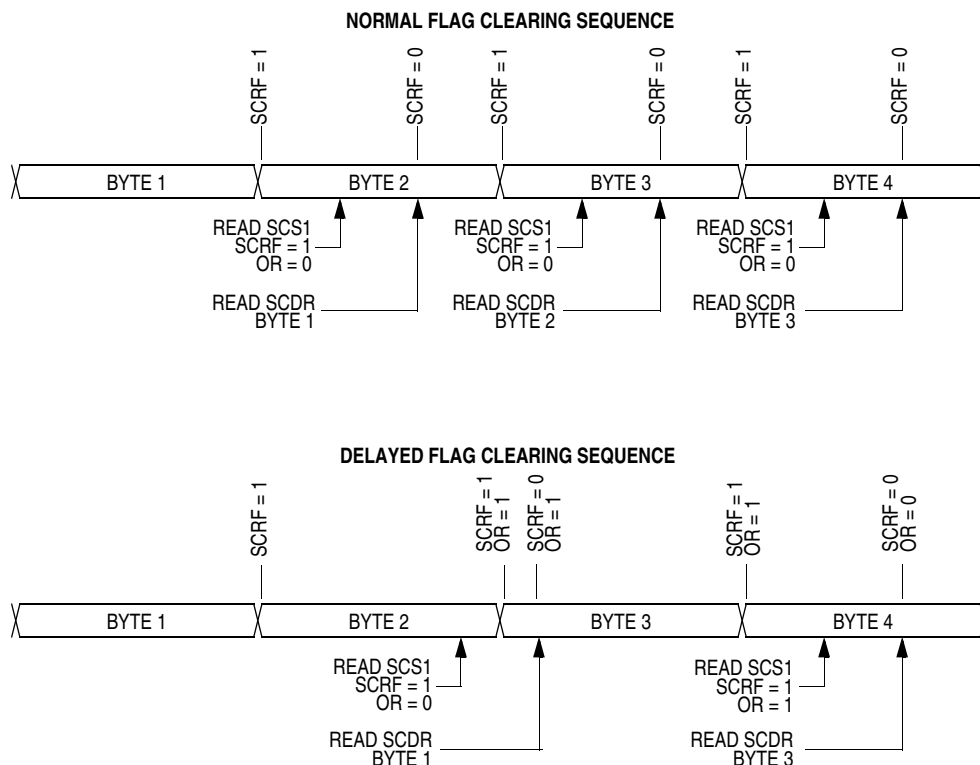 NORMAL FLAG CLEARING SEQUENCE
SCRF = 1
SCRF = 0
SCRF = 1
SCRF = 0
SCRF = 1
SCRF = 0
BYTE 1
BYTE 2
BYTE 3
BYTE 4
READ SCS1
SCRF = 1
OR = 0
READ SCS1
SCRF = 1
OR = 0
READ SCS1
SCRF = 1
OR = 0
READ SCDR
BYTE 1
READ SCDR
BYTE 2
READ SCDR
BYTE 3
DELAYED FLAG CLEARING SEQUENCE
SCRF = 1
SCRF = 1
OR = 1
SCRF = 0
OR = 1
SCRF = 1
OR = 1
SCRF = 0
OR = 0
BYTE 1
BYTE 2
BYTE 3
BYTE 4
READ SCS1
SCRF = 1
OR = 0
READ SCS1
SCRF = 1
OR = 1
READ SCDR
BYTE 1
READ SCDR
BYTE 3